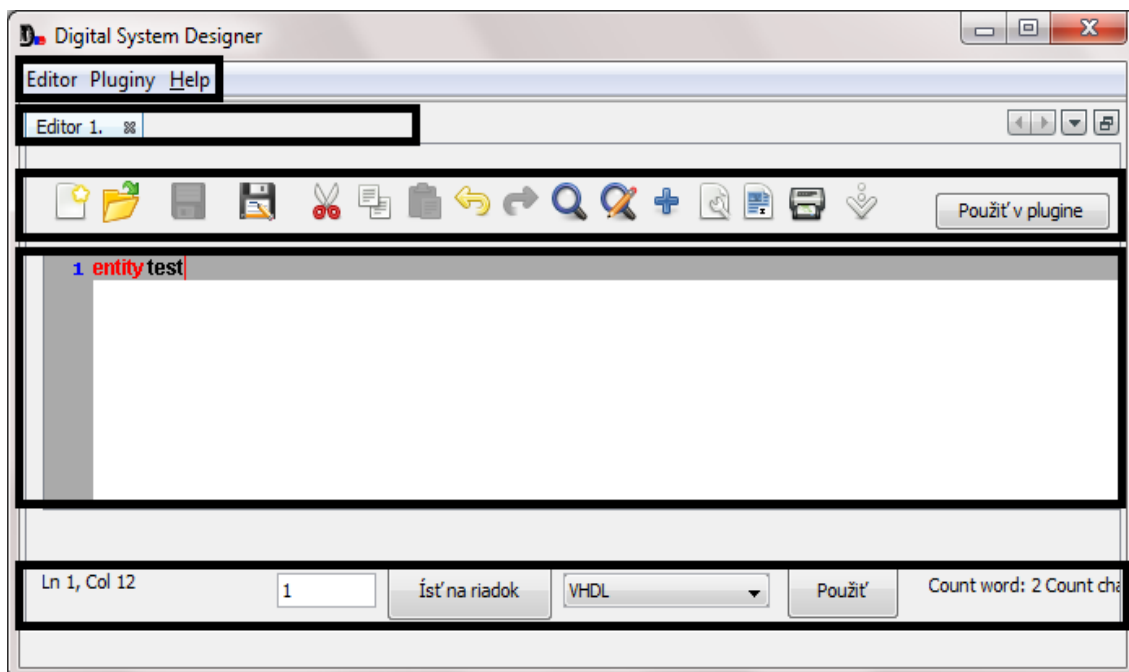 Digital System Designer
Editor Pluginy Help
Editor 1.
Použiť v plugine
1 entity test
Ln 1, Col 12 1 Ísť na riadok VHDL Použiť Count word: 2 Count cha